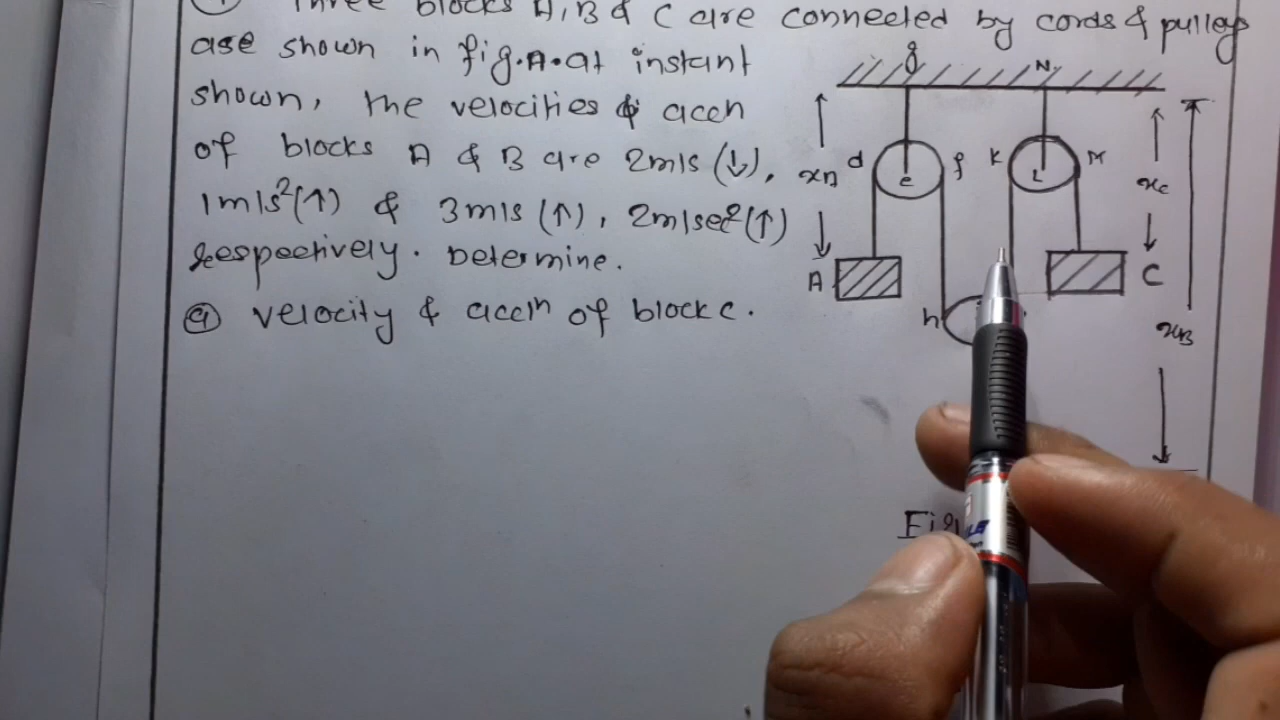 Three blocks A, B & C are connected by cords & pulleys
are shown in fig.A. at instant
shown, the velocities & accn
of blocks A & B are 2m/s (↓),
1m/s²(↑) & 3m/s (↑), 2m/sec²(↑)
respectively. Determine.
ⓐ velocity & accn of block c.
g
N
d
e
f
K
L
M
xA
xC
A
C
h
xB
Fig